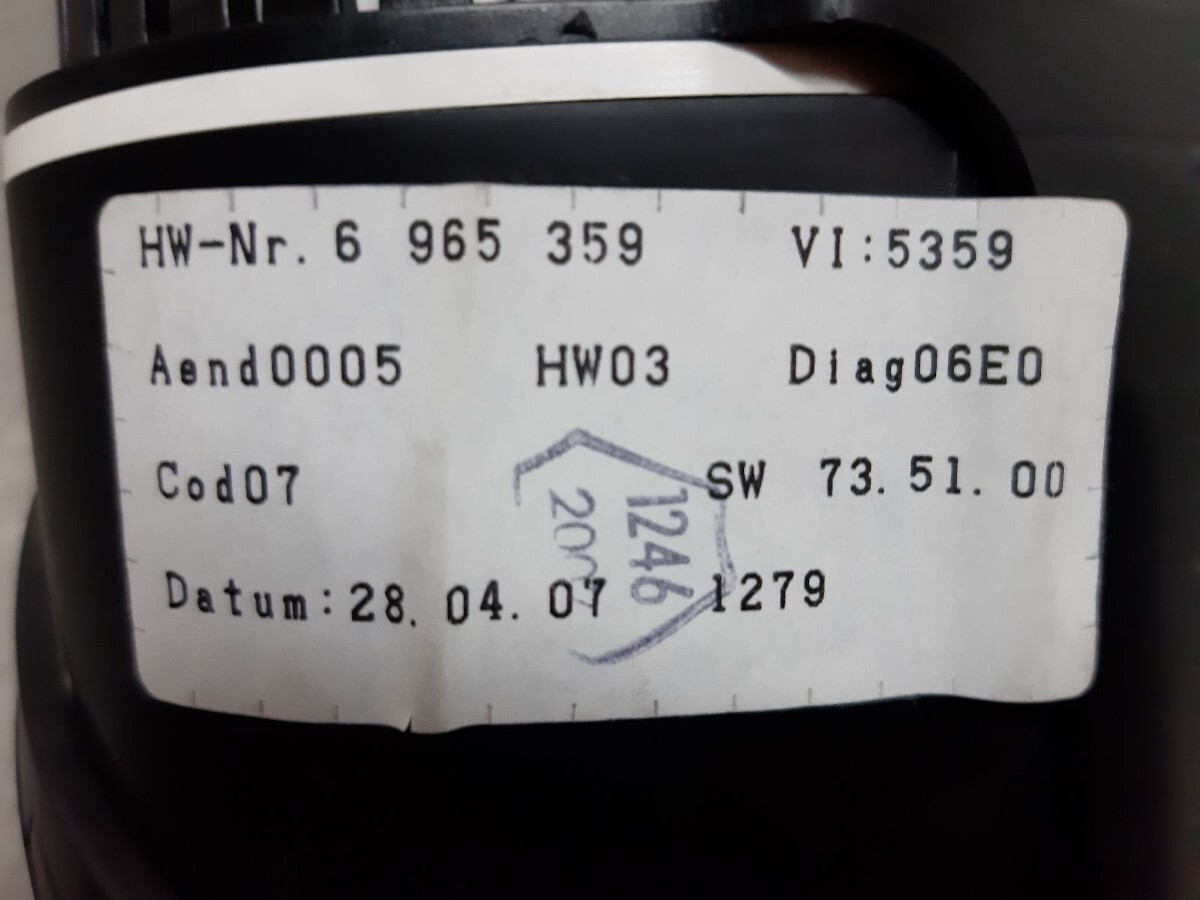 HW-Nr. 6 965 359 VI:5359
Aend0005 HW03 Diag06E0
Cod07 SW 73.51.00
Datum:28.04.07 1279
1246